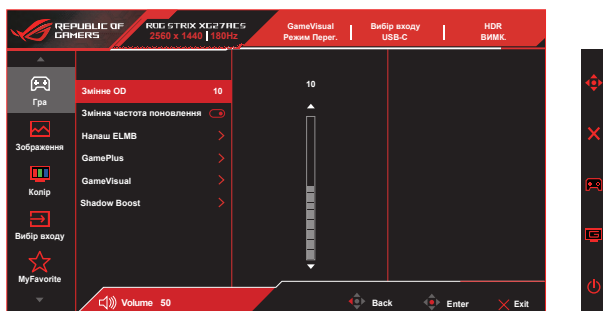 REPUBLIC OF
GAMERS
ROG STRIX XG27ACS
2560 x 1440 180Hz
GameVisual
Режим Перег.
Вибір входу
USB-C
HDR
ВИМК.
Гра
Зображення
Колір
Вибір входу
MyFavorite
Змінне OD 10
Змінна частота поновлення
Налаш ELMB
GamePlus
GameVisual
Shadow Boost
10
Volume 50
Back
Enter
Exit